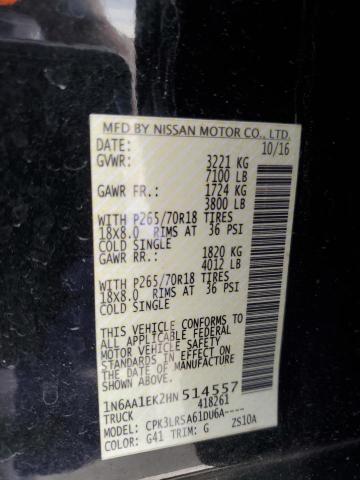 MFD BY NISSAN MOTOR CO., LTD.
DATE: 10/16
GVWR: 3221 KG
7100 LB
GAWR FR.: 1724 KG
3800 LB
WITH P265/70R18 TIRES
18X8.0 RIMS AT 36 PSI
COLD SINGLE
GAWR RR.: 1820 KG
4012 LB
WITH P265/70R18 TIRES
18X8.0 RIMS AT 36 PSI
COLD SINGLE
THIS VEHICLE CONFORMS TO
ALL APPLICABLE FEDERAL
MOTOR VEHICLE SAFETY
STANDARDS IN EFFECT ON
THE DATE OF MANUFACTURE
SHOWN ABOVE.
1N6AA1EK2HN514557
TRUCK 418261
MODEL: CPK3LRSA61DU6A----
COLOR: G41 TRIM: G ZS10A